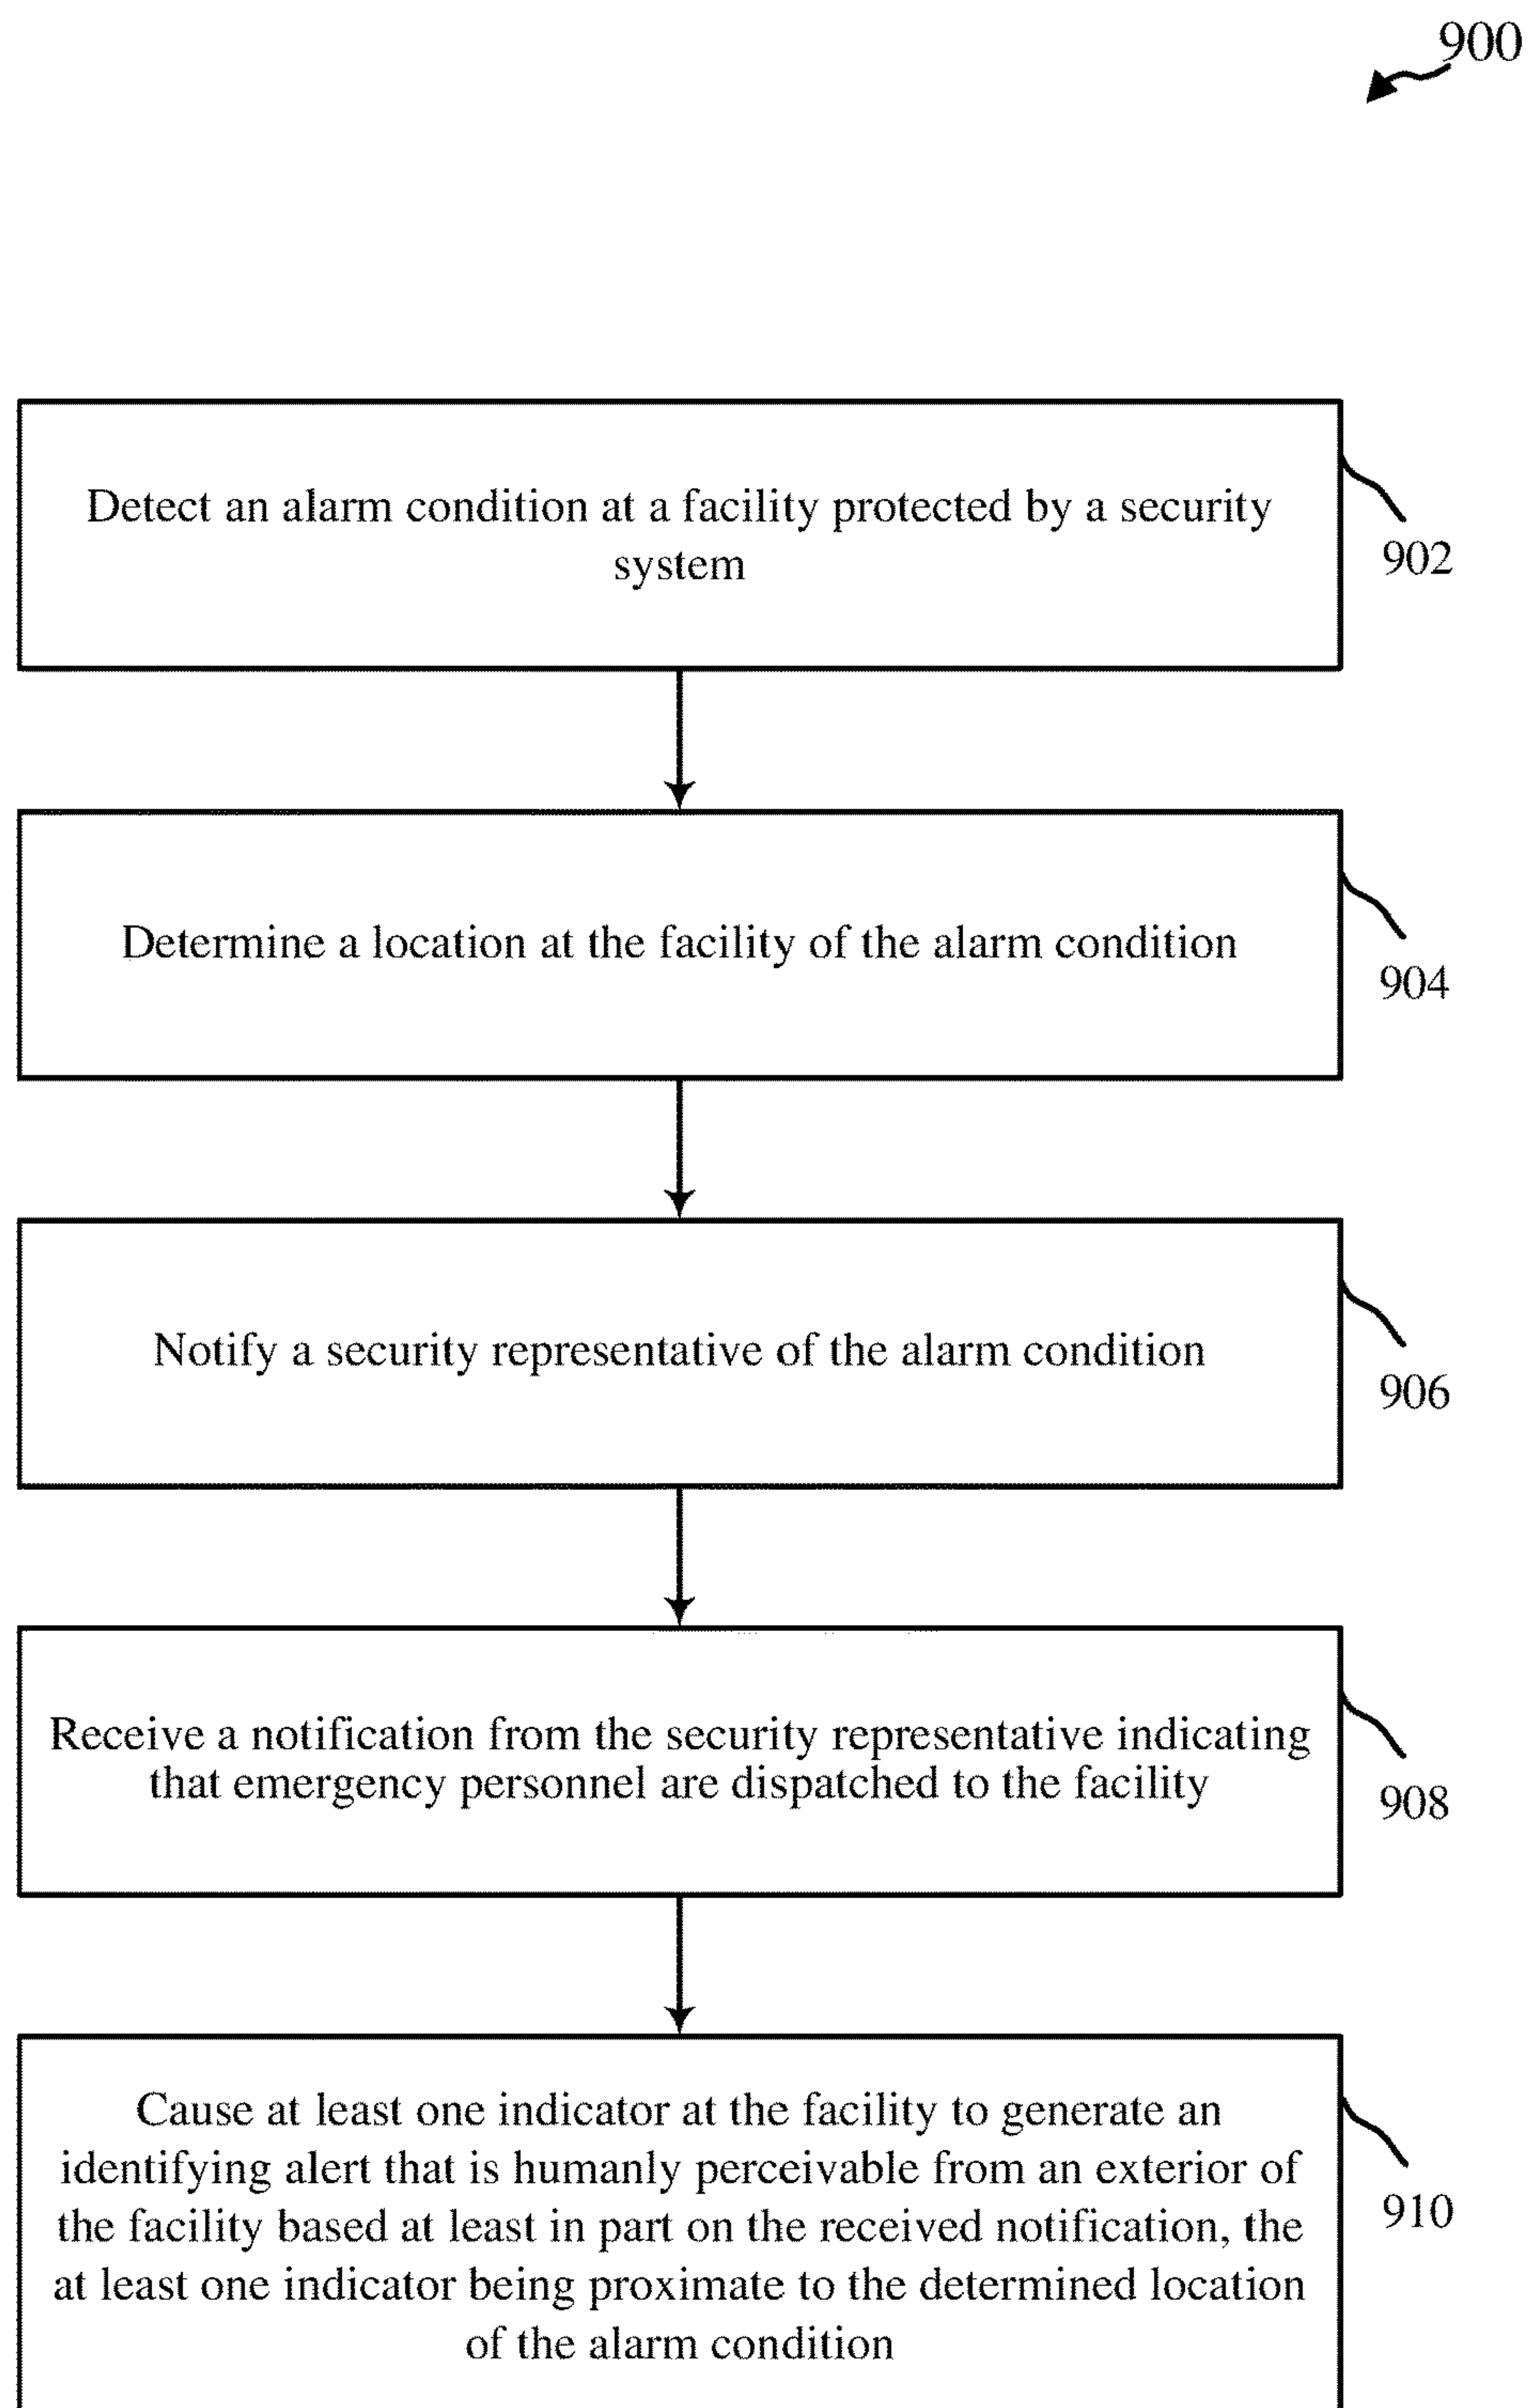 900
Detect an alarm condition at a facility protected by a security
system
902
Determine a location at the facility of the alarm condition
904
Notify a security representative of the alarm condition
906
Receive a notification from the security representative indicating
that emergency personnel are dispatched to the facility
908
Cause at least one indicator at the facility to generate an
identifying alert that is humanly perceivable from an exterior of
the facility based at least in part on the received notification, the
at least one indicator being proximate to the determined location
of the alarm condition
910